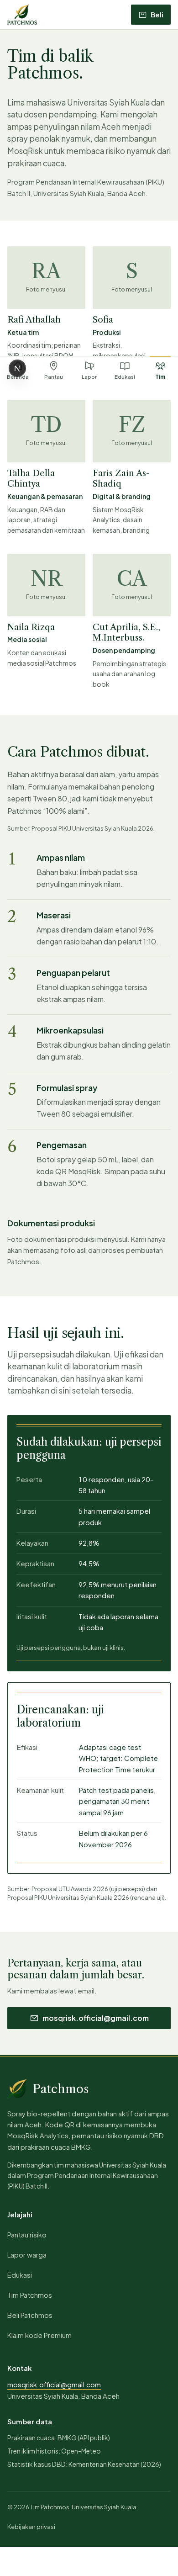 PATCHMOS
Beli
Tim di balik
Patchmos.
Lima mahasiswa Universitas Syiah Kuala dan
satu dosen pendamping. Kami mengolah
ampas penyulingan nilam Aceh menjadi
spray penolak nyamuk, dan membangun
MosqRisk untuk membaca risiko nyamuk dari
prakiraan cuaca.
Program Pendanaan Internal Kewirausahaan (PIKU)
Batch II, Universitas Syiah Kuala, Banda Aceh.
RA
Foto menyusul
Rafi Athallah
Ketua tim
Koordinasi tim, perizinan
S
Foto menyusul
Sofia
Produksi
Ekstraksi,
N
Pantau
Lapor
Edukasi
Tim
TD
Foto menyusul
Talha Della
Chintya
Keuangan & pemasaran
Keuangan, RAB dan
laporan, strategi
pemasaran dan kemitraan
FZ
Foto menyusul
Faris Zain As-
Shadiq
Digital & branding
Sistem MosqRisk
Analytics, desain
kemasan, branding
NR
Foto menyusul
Naila Rizqa
Media sosial
Konten dan edukasi
media sosial Patchmos
CA
Foto menyusul
Cut Aprilia, S.E.,
M.Interbuss.
Dosen pendamping
Pembimbingan strategis
usaha dan arahan log
book
Cara Patchmos dibuat.
Bahan aktifnya berasal dari alam, yaitu ampas
nilam. Formulanya memakai bahan penolong
seperti Tween 80, jadi kami tidak menyebut
Patchmos "100% alami".
Sumber: Proposal PIKU Universitas Syiah Kuala 2026.
1
Ampas nilam
Bahan baku: limbah padat sisa
penyulingan minyak nilam.
2
Maserasi
Ampas direndam dalam etanol 96%
dengan rasio bahan dan pelarut 1:10.
3
Penguapan pelarut
Etanol diuapkan sehingga tersisa
ekstrak ampas nilam.
4
Mikroenkapsulasi
Ekstrak dibungkus bahan dinding gelatin
dan gum arab.
5
Formulasi spray
Diformulasikan menjadi spray dengan
Tween 80 sebagai emulsifier.
6
Pengemasan
Botol spray gelap 50 mL, label, dan
kode QR MosqRisk. Simpan pada suhu
di bawah 30°C.
Dokumentasi produksi
Foto dokumentasi produksi menyusul. Kami hanya
akan memasang foto asli dari proses pembuatan
Patchmos.
Hasil uji sejauh ini.
Uji persepsi sudah dilakukan. Uji efikasi dan
keamanan kulit di laboratorium masih
direncanakan, dan hasilnya akan kami
tambahkan di sini setelah tersedia.
Sudah dilakukan: uji persepsi
pengguna
Peserta
10 responden, usia 20–
58 tahun
Durasi
5 hari memakai sampel
produk
Kelayakan
92,8%
Kepraktisan
94,5%
Keefektifan
92,5% menurut penilaian
responden
Iritasi kulit
Tidak ada laporan selama
uji coba
Uji persepsi pengguna, bukan uji klinis.
Direncanakan: uji
laboratorium
Efikasi
Adaptasi cage test
WHO; target: Complete
Protection Time terukur
Keamanan kulit
Patch test pada panelis,
pengamatan 30 menit
sampai 96 jam
Status
Belum dilakukan per 6
November 2026
Sumber: Proposal UTU Awards 2026 (uji persepsi) dan
Proposal PIKU Universitas Syiah Kuala 2026 (rencana uji).
Pertanyaan, kerja sama, atau
pesanan dalam jumlah besar.
Kami membalas lewat email.
mosqrisk.official@gmail.com
Patchmos
Spray bio-repellent dengan bahan aktif dari ampas
nilam Aceh. Kode QR di kemasannya membuka
MosqRisk Analytics, pemantau risiko nyamuk DBD
dari prakiraan cuaca BMKG.
Dikembangkan tim mahasiswa Universitas Syiah Kuala
dalam Program Pendanaan Internal Kewirausahaan
(PIKU) Batch II.
Jelajahi
Pantau risiko
Lapor warga
Edukasi
Tim Patchmos
Beli Patchmos
Klaim kode Premium
Kontak
mosqrisk.official@gmail.com
Universitas Syiah Kuala, Banda Aceh
Sumber data
Prakiraan cuaca: BMKG (API publik)
Tren iklim historis: Open-Meteo
Statistik kasus DBD: Kementerian Kesehatan (2026)
© 2026 Tim Patchmos, Universitas Syiah Kuala.
Kebijakan privasi